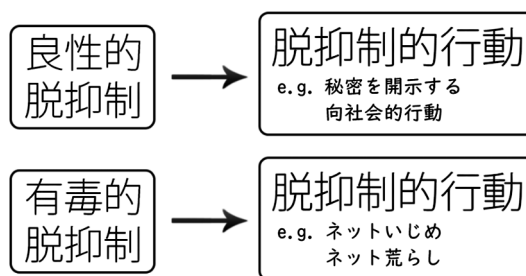 良性的
脱抑制
脱抑制的行動
e.g. 秘密を開示する
向社会的行動
有毒的
脱抑制
脱抑制的行動
e.g. ネットいじめ
ネット荒らし